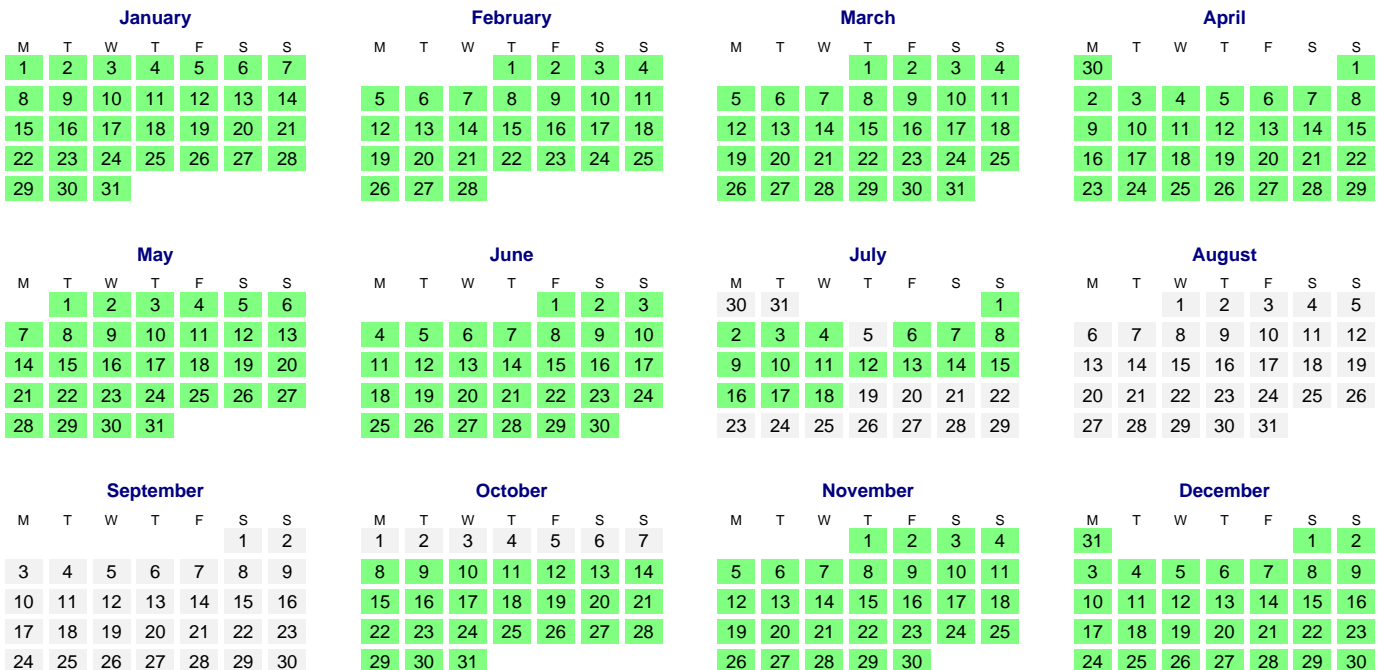 January February March April
M T W T F S S M T W T F S S M T W T F S S M T W T F S S
1 2 3 4 5 6 7 1 2 3 4 1 2 3 4 30 1
8 9 10 11 12 13 14 5 6 7 8 9 10 11 5 6 7 8 9 10 11 2 3 4 5 6 7 8
15 16 17 18 19 20 21 12 13 14 15 16 17 18 12 13 14 15 16 17 18 9 10 11 12 13 14 15
22 23 24 25 26 27 28 19 20 21 22 23 24 25 19 20 21 22 23 24 25 16 17 18 19 20 21 22
29 30 31 26 27 28 26 27 28 29 30 31 23 24 25 26 27 28 29
May June July August
M T W T F S S M T W T F S S M T W T F S S M T W T F S S
1 2 3 4 5 6 1 2 3 30 31 1 1 2 3 4 5
7 8 9 10 11 12 13 4 5 6 7 8 9 10 2 3 4 5 6 7 8 6 7 8 9 10 11 12
14 15 16 17 18 19 20 11 12 13 14 15 16 17 9 10 11 12 13 14 15 13 14 15 16 17 18 19
21 22 23 24 25 26 27 18 19 20 21 22 23 24 16 17 18 19 20 21 22 20 21 22 23 24 25 26
28 29 30 31 25 26 27 28 29 30 23 24 25 26 27 28 29 27 28 29 30 31
September October November December
M T W T F S S M T W T F S S M T W T F S S M T W T F S S
1 2 1 2 3 4 5 6 7 1 2 3 4 31 1 2
3 4 5 6 7 8 9 8 9 10 11 12 13 14 5 6 7 8 9 10 11 3 4 5 6 7 8 9
10 11 12 13 14 15 16 15 16 17 18 19 20 21 12 13 14 15 16 17 18 10 11 12 13 14 15 16
17 18 19 20 21 22 23 22 23 24 25 26 27 28 19 20 21 22 23 24 25 17 18 19 20 21 22 23
24 25 26 27 28 29 30 29 30 31 26 27 28 29 30 24 25 26 27 28 29 30